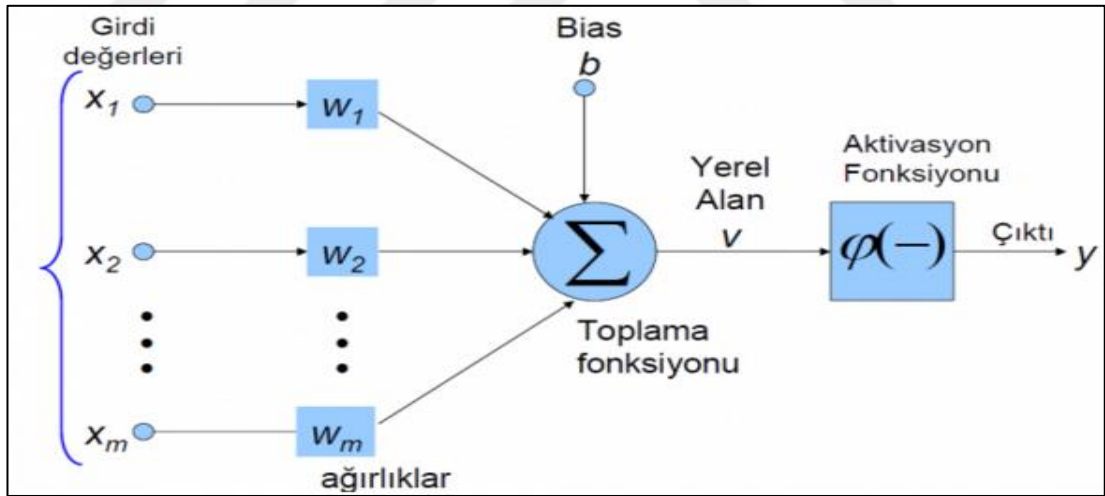 Girdi
değerleri
Bias
b
x1
w1
Aktivasyon
Fonksiyonu
Yerel
Alan
v
x2
w2
∑
φ(−)
Çıktı
y
Toplama
fonksiyonu
xm
wm
ağırlıklar